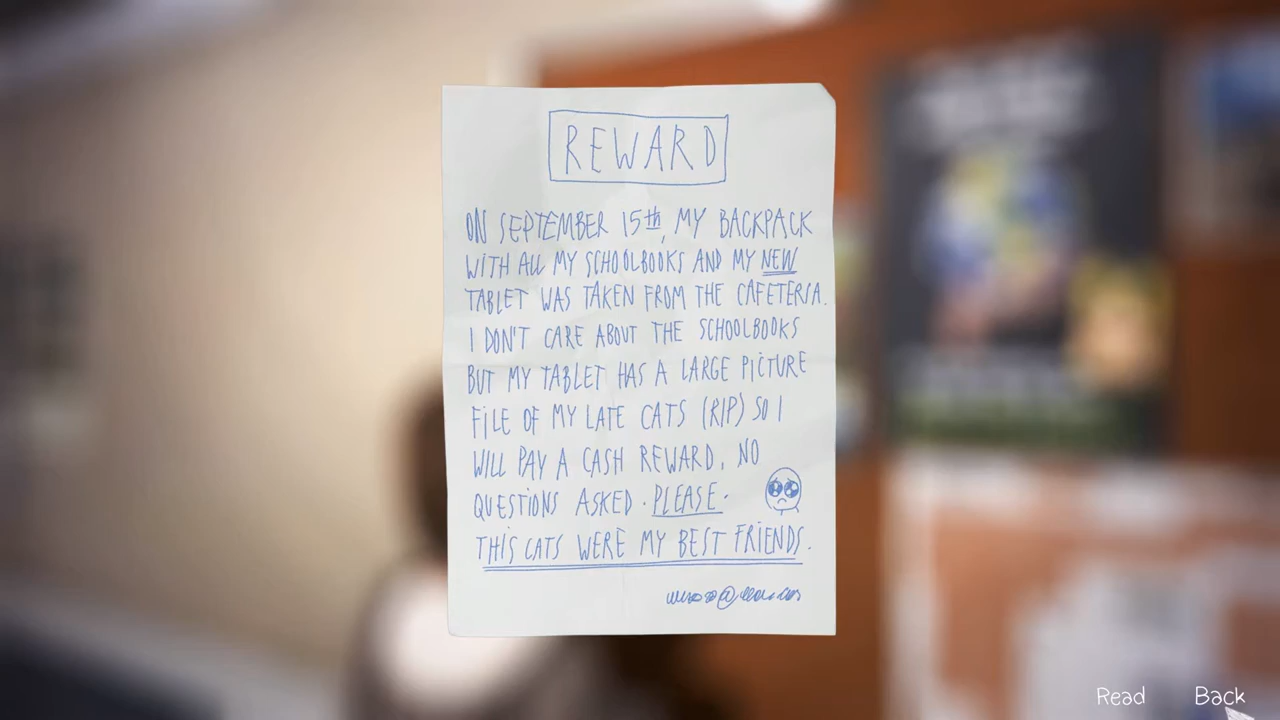 REWARD
ON SEPTEMBER 15th, MY BACKPACK
WITH ALL MY SCHOOLBOOKS AND MY NEW
TABLET WAS TAKEN FROM THE CAFETERIA.
I DON'T CARE ABOUT THE SCHOOLBOOKS
BUT MY TABLET HAS A LARGE PICTURE
FILE OF MY LATE CATS (RIP) SO I
WILL PAY A CASH REWARD, NO
QUESTIONS ASKED. PLEASE.
THIS CATS WERE MY BEST FRIENDS.
Read Back